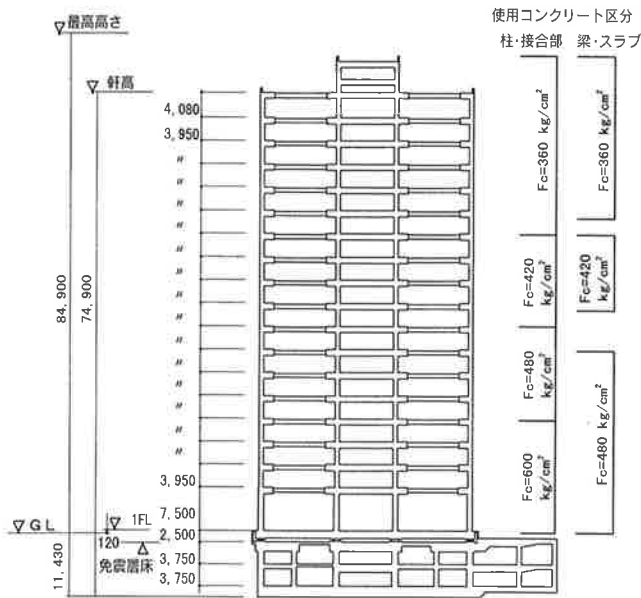 使用コンクリート区分
柱・接合部 梁・スラブ
最高高さ
軒高
4,080
3,950
〃
〃
〃
〃
〃
〃
〃
〃
〃
〃
〃
〃
〃
〃
3,950
7,500
2,500
3,750
3,750
84,900
74,900
11,430
GL
1FL
120
免震層床
Fc=360 kg/cm²
Fc=420
kg/cm²
Fc=480
kg/cm²
Fc=600
kg/cm²
Fc=360 kg/cm²
Fc=420
kg/cm²
Fc=480 kg/cm²